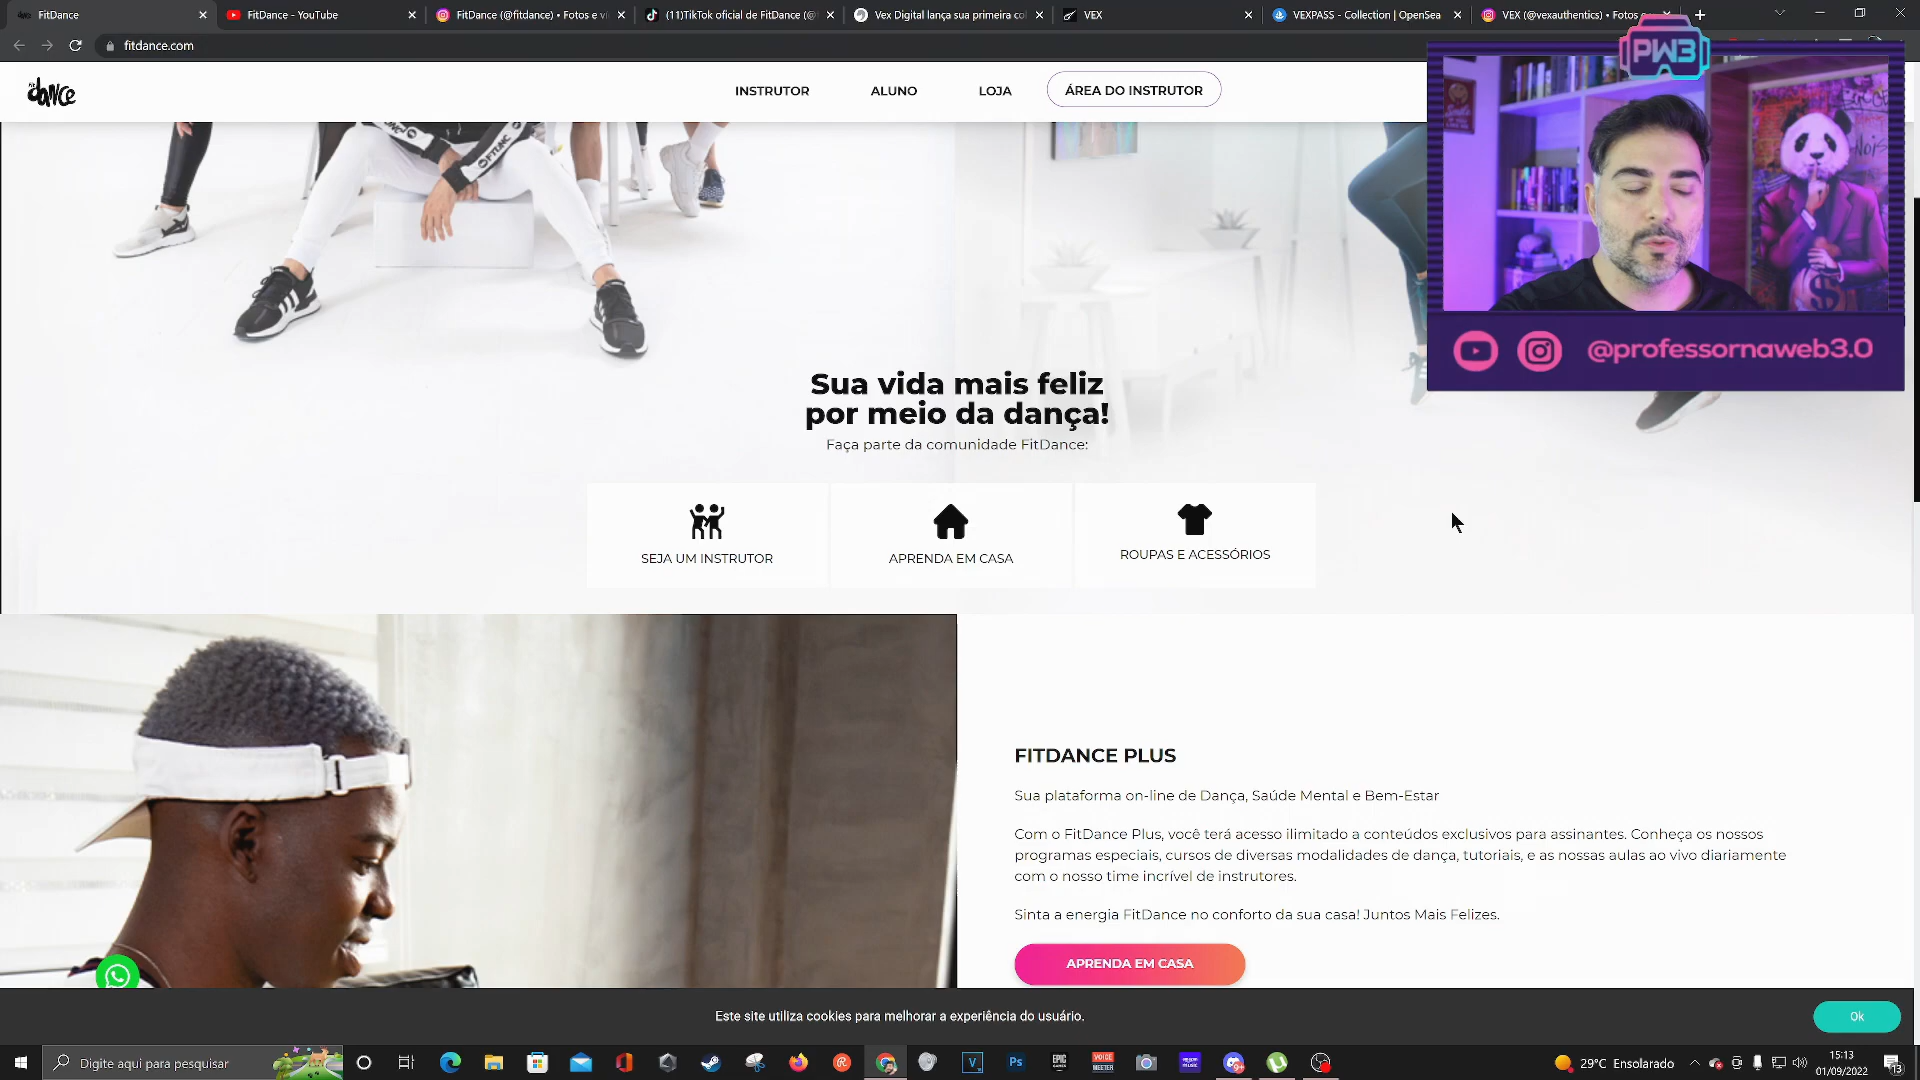 FitDance
FitDance - YouTube
FitDance (@fitdance) • Fotos e ví
(11)TikTok oficial de FitDance (@
Vex Digital lança sua primeira co
VEX
VEXPASS - Collection | OpenSea
VEX (@vexauthentics) • Fotos
fitdance.com
dance
INSTRUTOR
ALUNO
LOJA
ÁREA DO INSTRUTOR
PW3
@professornaweb3.0
Sua vida mais feliz
por meio da dança!
Faça parte da comunidade FitDance:
SEJA UM INSTRUTOR
APRENDA EM CASA
ROUPAS E ACESSÓRIOS
FITDANCE PLUS
Sua plataforma on-line de Dança, Saúde Mental e Bem-Estar
Com o FitDance Plus, você terá acesso ilimitado a conteúdos exclusivos para assinantes. Conheça os nossos
programas especiais, cursos de diversas modalidades de dança, tutoriais, e as nossas aulas ao vivo diariamente
com o nosso time incrível de instrutores.
Sinta a energia FitDance no conforto da sua casa! Juntos Mais Felizes.
APRENDA EM CASA
Este site utiliza cookies para melhorar a experiência do usuário.
Ok
Digite aqui para pesquisar
29°C Ensolarado
15:13
01/09/2022
13